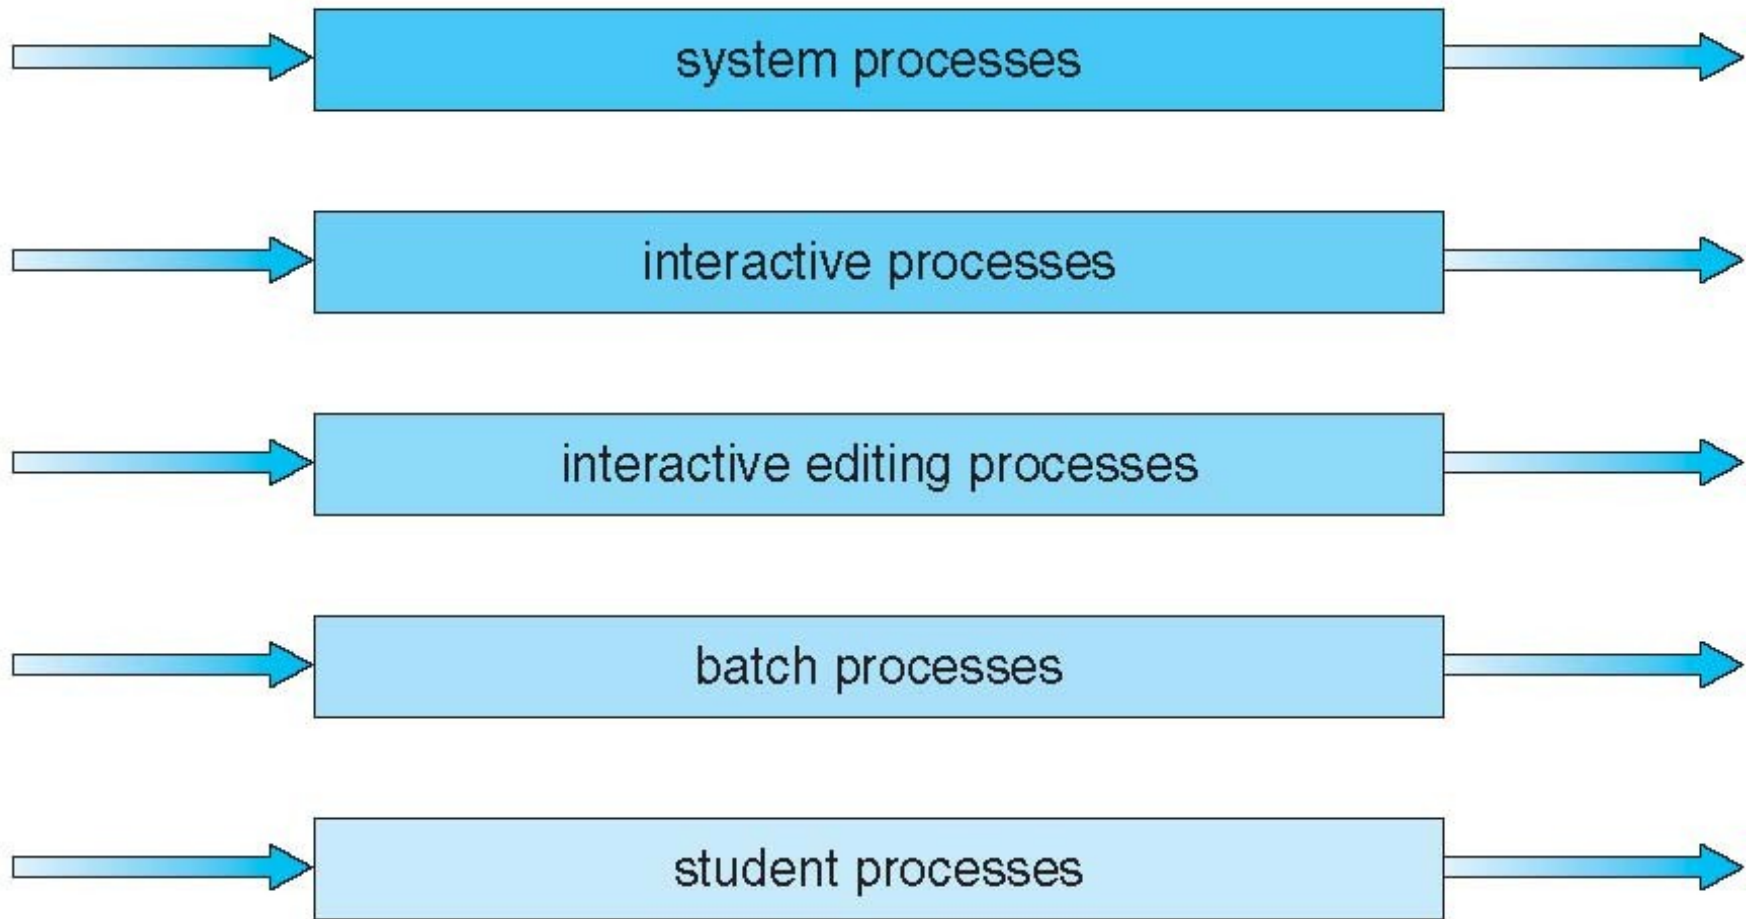 system processes
interactive processes
interactive editing processes
batch processes
student processes